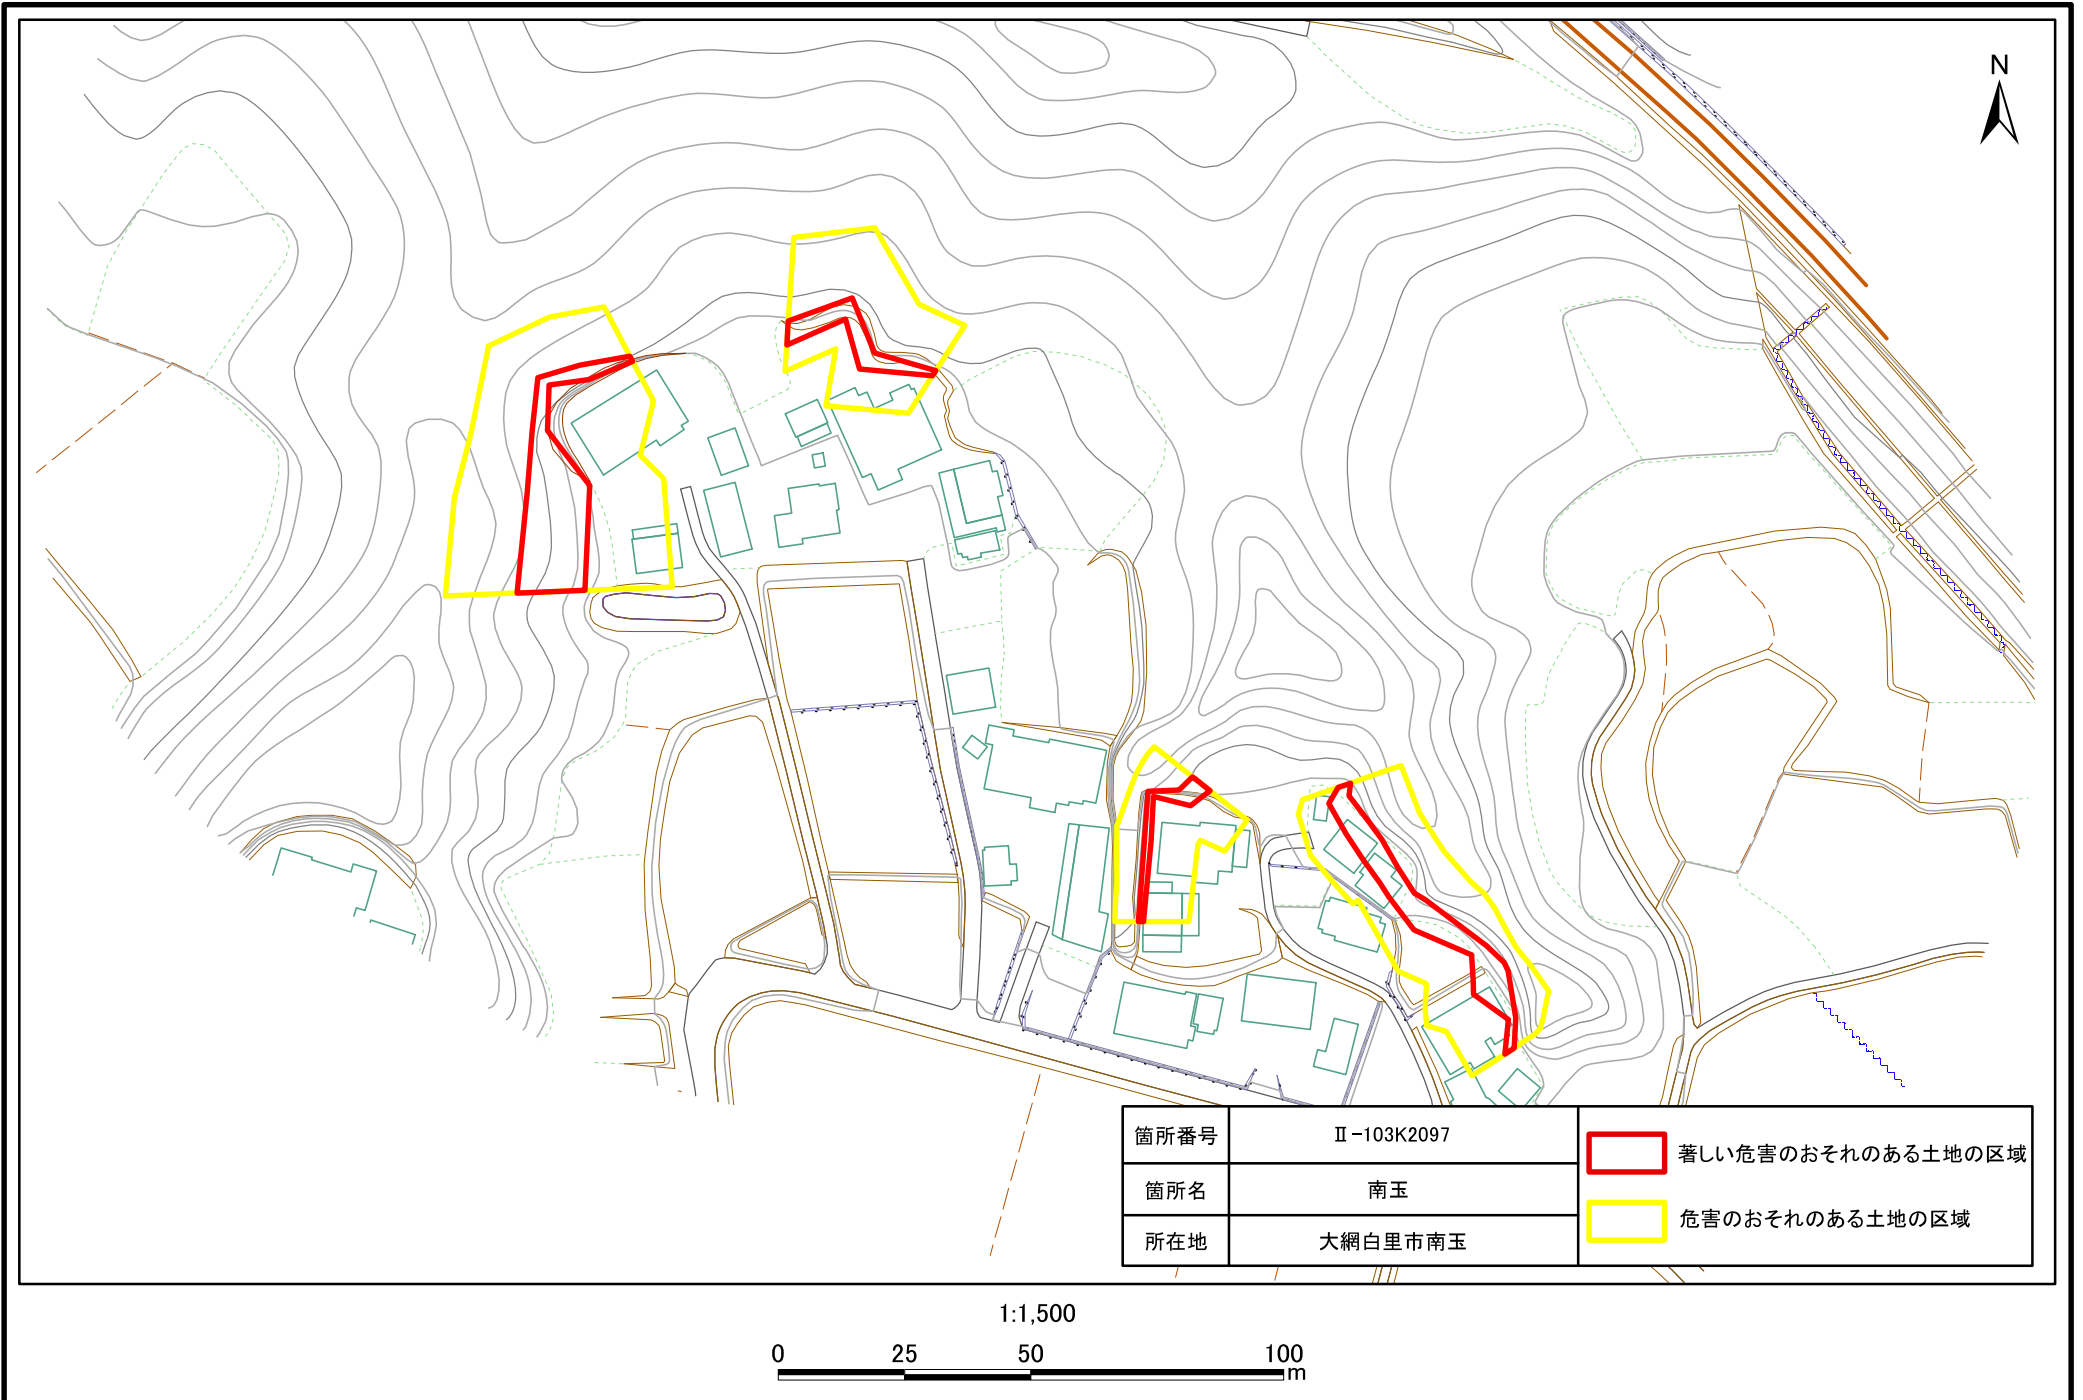 N
箇所番号 Ⅱ-103K2097
箇所名 南玉
所在地 大網白里市南玉
著しい危害のおそれのある土地の区域
危害のおそれのある土地の区域
1:1,500
0 25 50 100
m